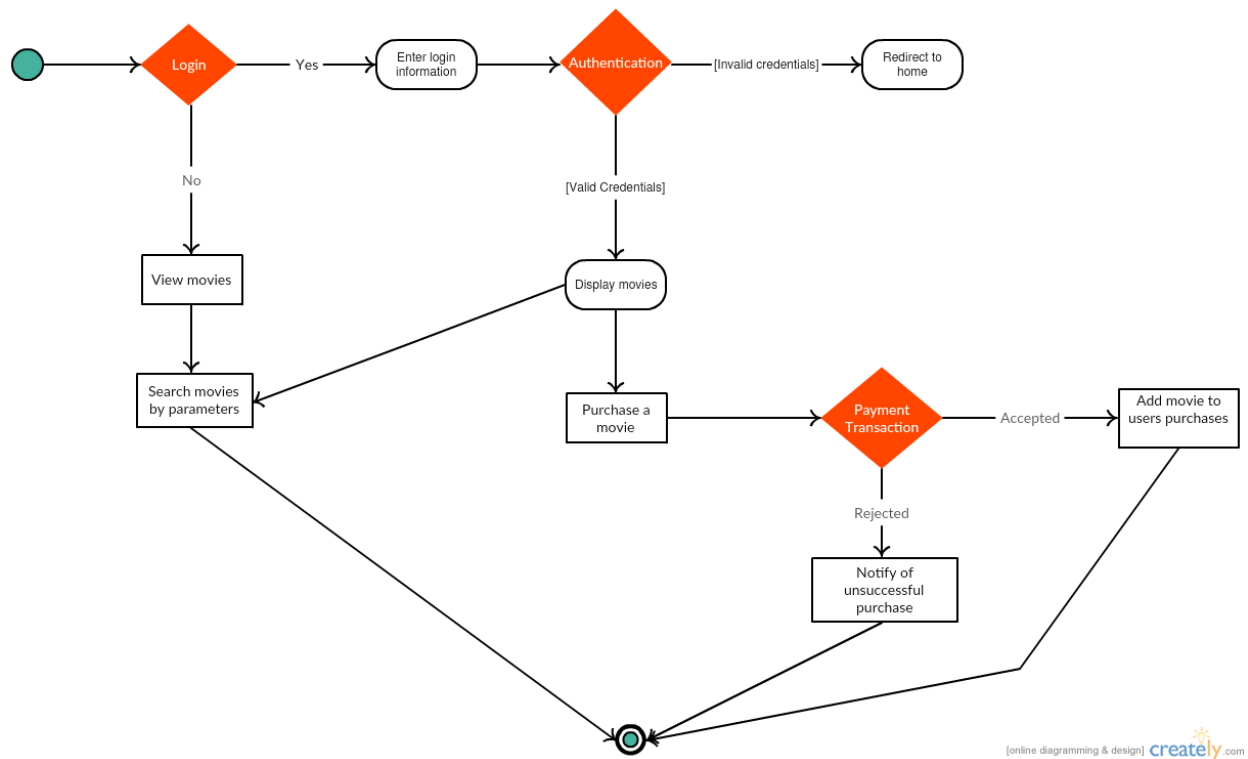 Login
Yes
Enter login
information
Authentication
[Invalid credentials]
Redirect to
home
No
[Valid Credentials]
View movies
Display movies
Search movies
by parameters
Purchase a
movie
Payment
Transaction
Accepted
Add movie to
users purchases
Rejected
Notify of
unsuccessful
purchase
[online diagramming & design] creately.com